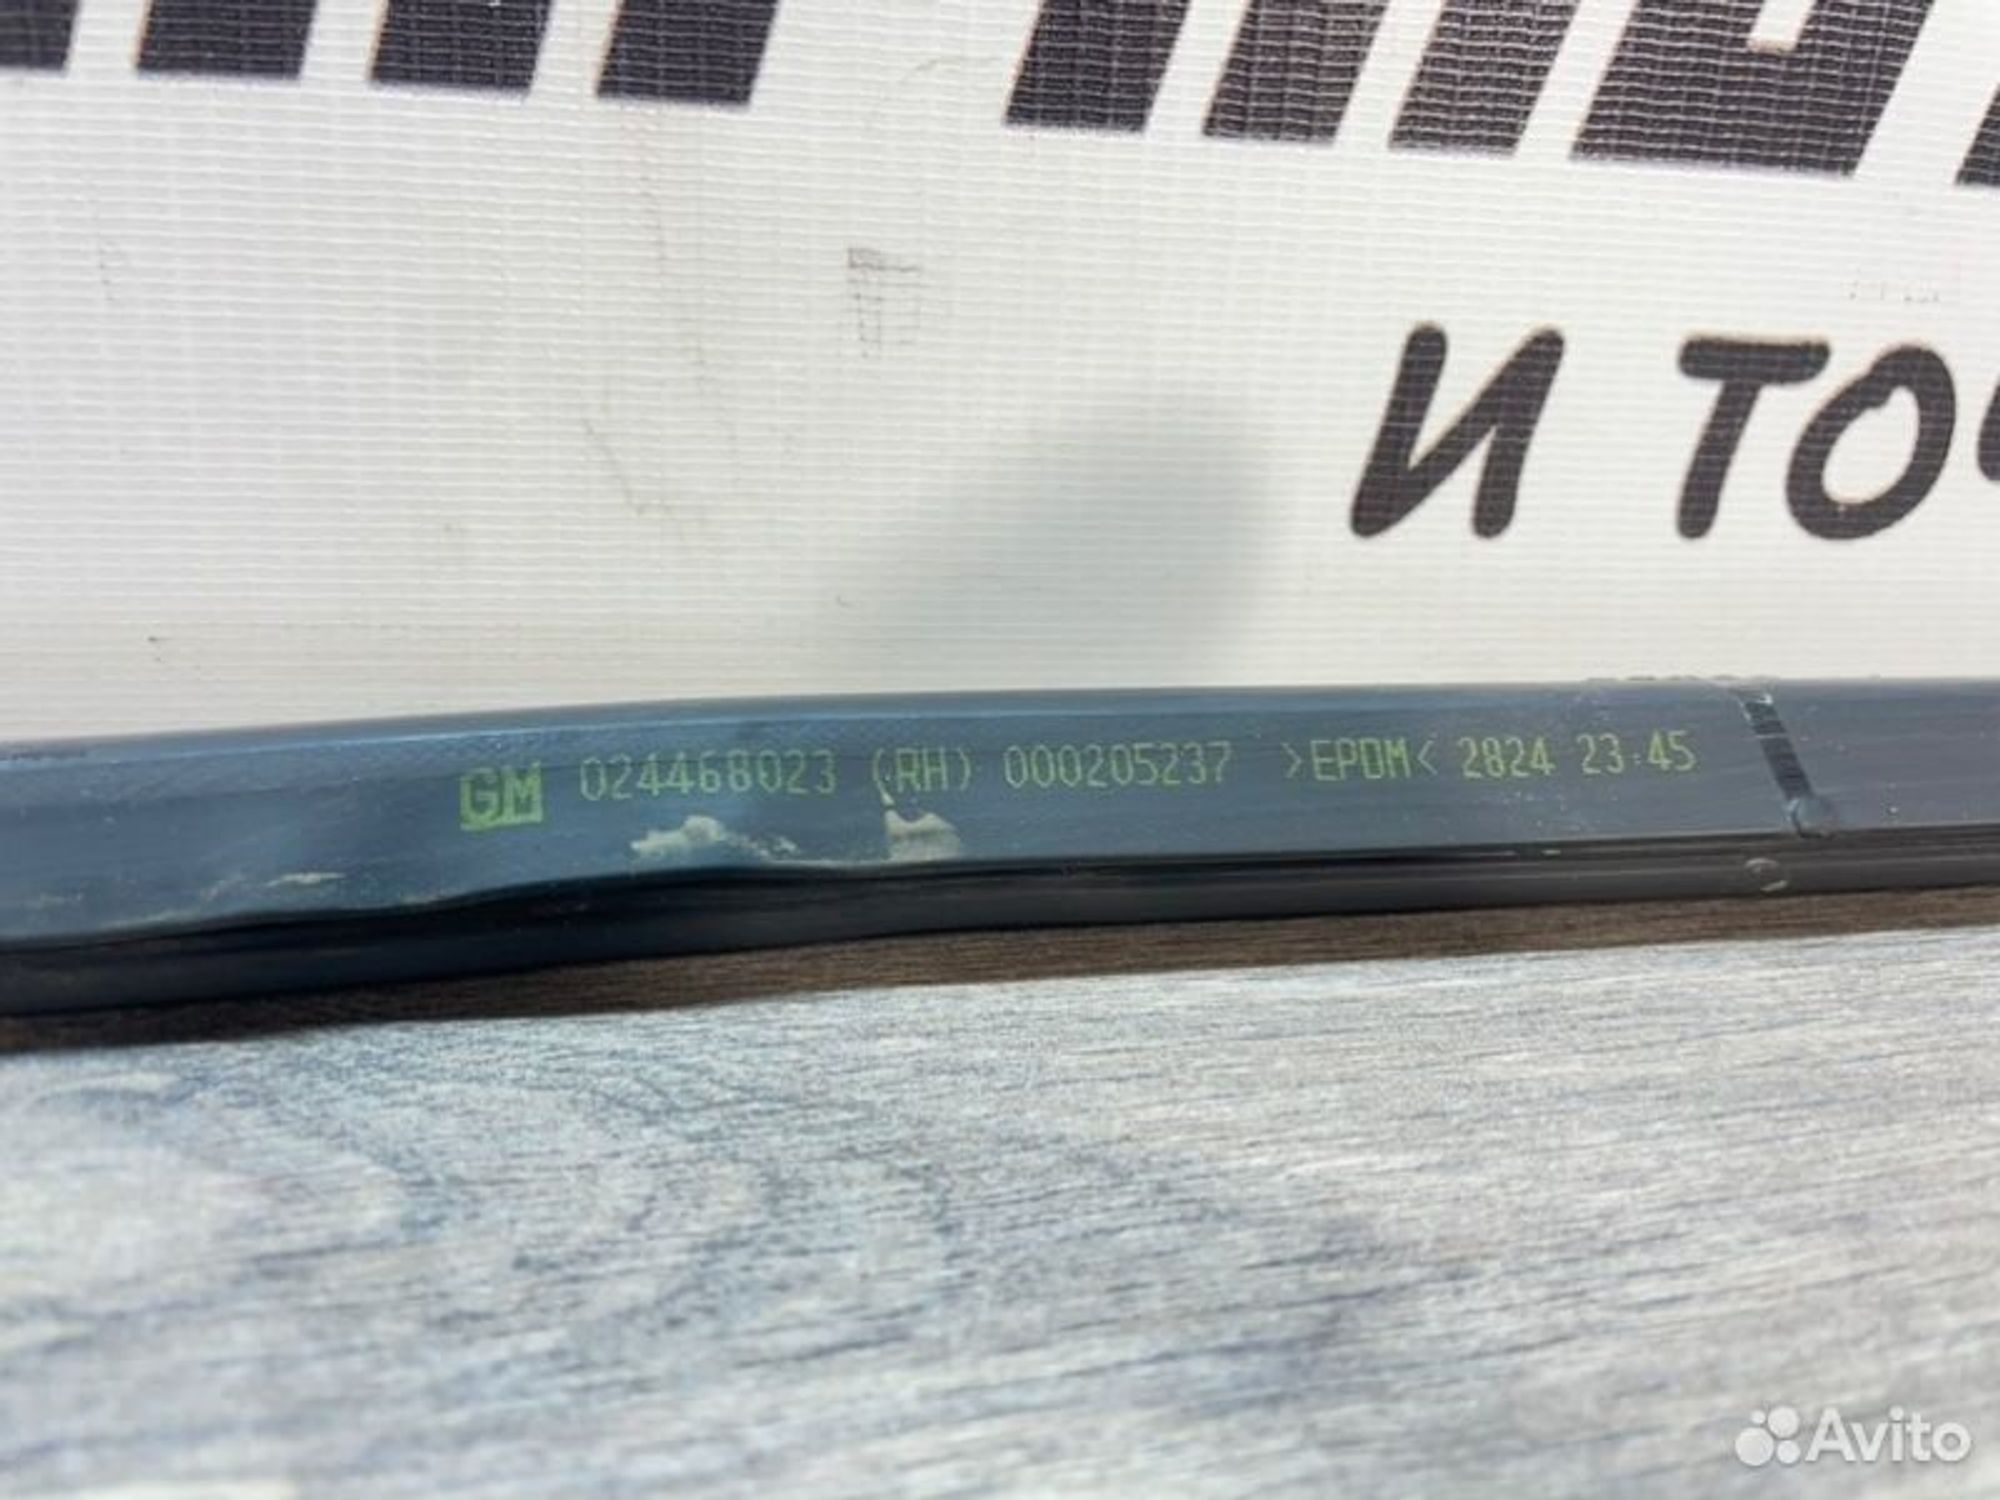 и то
GM 024468023 (RH) 000205237 >EPDM< 2824 23:45
Avito